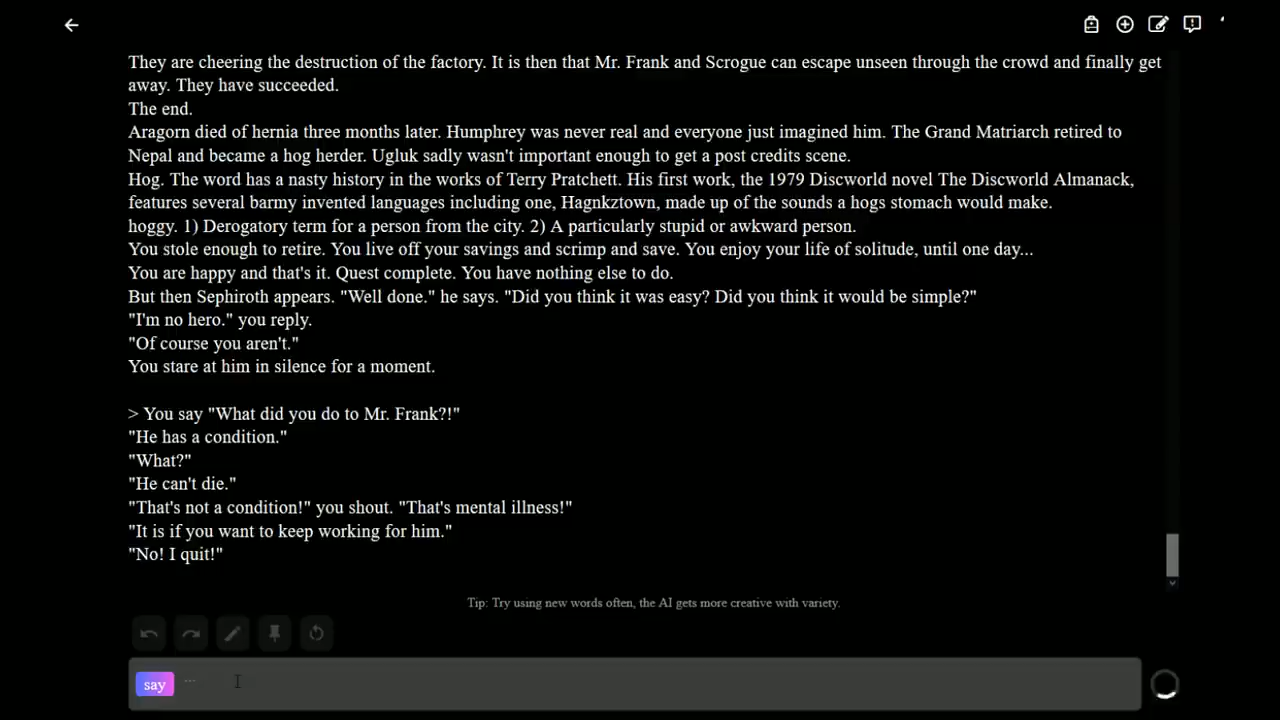 They are cheering the destruction of the factory. It is then that Mr. Frank and Scrogue can escape unseen through the crowd and finally get
away. They have succeeded.
The end.
Aragorn died of hernia three months later. Humphrey was never real and everyone just imagined him. The Grand Matriarch retired to
Nepal and became a hog herder. Ugluk sadly wasn't important enough to get a post credits scene.
Hog. The word has a nasty history in the works of Terry Pratchett. His first work, the 1979 Discworld novel The Discworld Almanack,
features several barmy invented languages including one, Hagnkztown, made up of the sounds a hogs stomach would make.
hoggy. 1) Derogatory term for a person from the city. 2) A particularly stupid or awkward person.
You stole enough to retire. You live off your savings and scrimp and save. You enjoy your life of solitude, until one day...
You are happy and that's it. Quest complete. You have nothing else to do.
But then Sephiroth appears. "Well done." he says. "Did you think it was easy? Did you think it would be simple?"
"I'm no hero." you reply.
"Of course you aren't."
You stare at him in silence for a moment.
> You say "What did you do to Mr. Frank?!"
"He has a condition."
"What?"
"He can't die."
"That's not a condition!" you shout. "That's mental illness!"
"It is if you want to keep working for him."
"No! I quit!"
Tip: Try using new words often, the AI gets more creative with variety.
say ...